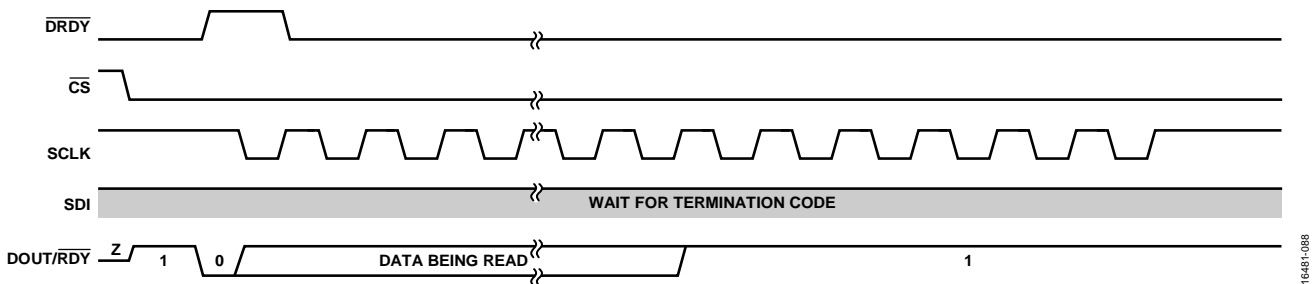 DRDY
CS
SCLK
SDI
WAIT FOR TERMINATION CODE
DOUT/RDY
Z
1
0
DATA BEING READ
1
16481-088